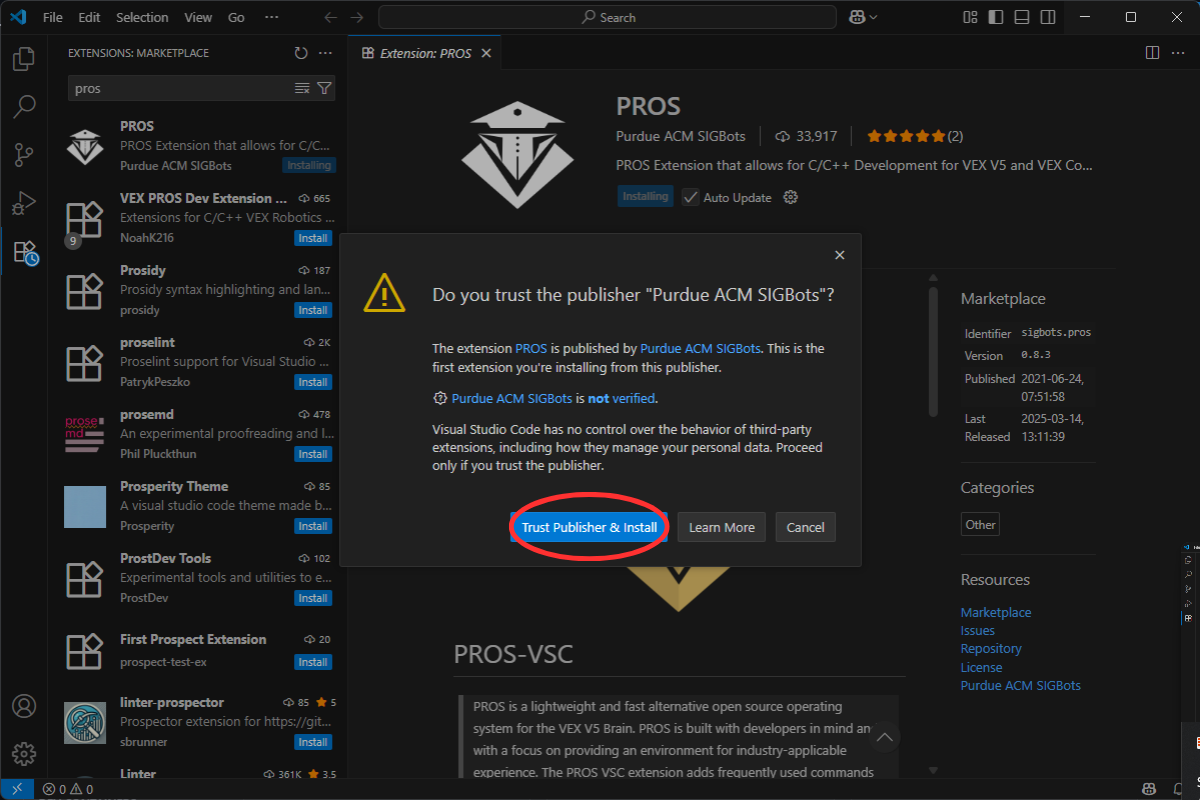 File Edit Selection View Go ··· Search
EXTENSIONS: MARKETPLACE
Extension: PROS
pros
PROS
PROS Extension that allows for C/C...
Purdue ACM SIGBots Installing
VEX PROS Dev Extension ... 665
Extensions for C/C++ VEX Robotics ...
NoahK216 Install
9
Prosidy 187
Prosidy syntax highlighting and lan...
prosidy Install
proselint 2K
Proselint support for Visual Studio ...
PatrykPeszko Install
prose
md
prosemd 478
An experimental proofreading and l...
Phil Pluckthun Install
Prosperity Theme 85
A visual studio code theme made b...
Prosperity Install
ProstDev Tools 102
Experimental tools and utilities to e...
ProstDev Install
First Prospect Extension 20
prospect-test-ex Install
linter-prospector 85 5
Prospector extension for https://git...
sbrunner Install
Linter 361K 3.5
PROS
Purdue ACM SIGBots 33,917 (2)
PROS Extension that allows for C/C++ Development for VEX V5 and VEX Co...
Installing Auto Update
Do you trust the publisher "Purdue ACM SIGBots"?
The extension PROS is published by Purdue ACM SIGBots. This is the
first extension you're installing from this publisher.
Purdue ACM SIGBots is not verified.
Visual Studio Code has no control over the behavior of third-party
extensions, including how they manage your personal data. Proceed
only if you trust the publisher.
Trust Publisher & Install Learn More Cancel
PROS-VSC
PROS is a lightweight and fast alternative open source operating
system for the VEX V5 Brain. PROS is built with developers in mind an
with a focus on providing an environment for industry-applicable
experience. The PROS VSC extension adds frequently used commands
Marketplace
Identifier sigbots.pros
Version 0.8.3
Published 2021-06-24,
07:51:58
Last 2025-03-14,
Released 13:11:39
Categories
Other
Resources
Marketplace
Issues
Repository
License
Purdue ACM SIGBots
0 0